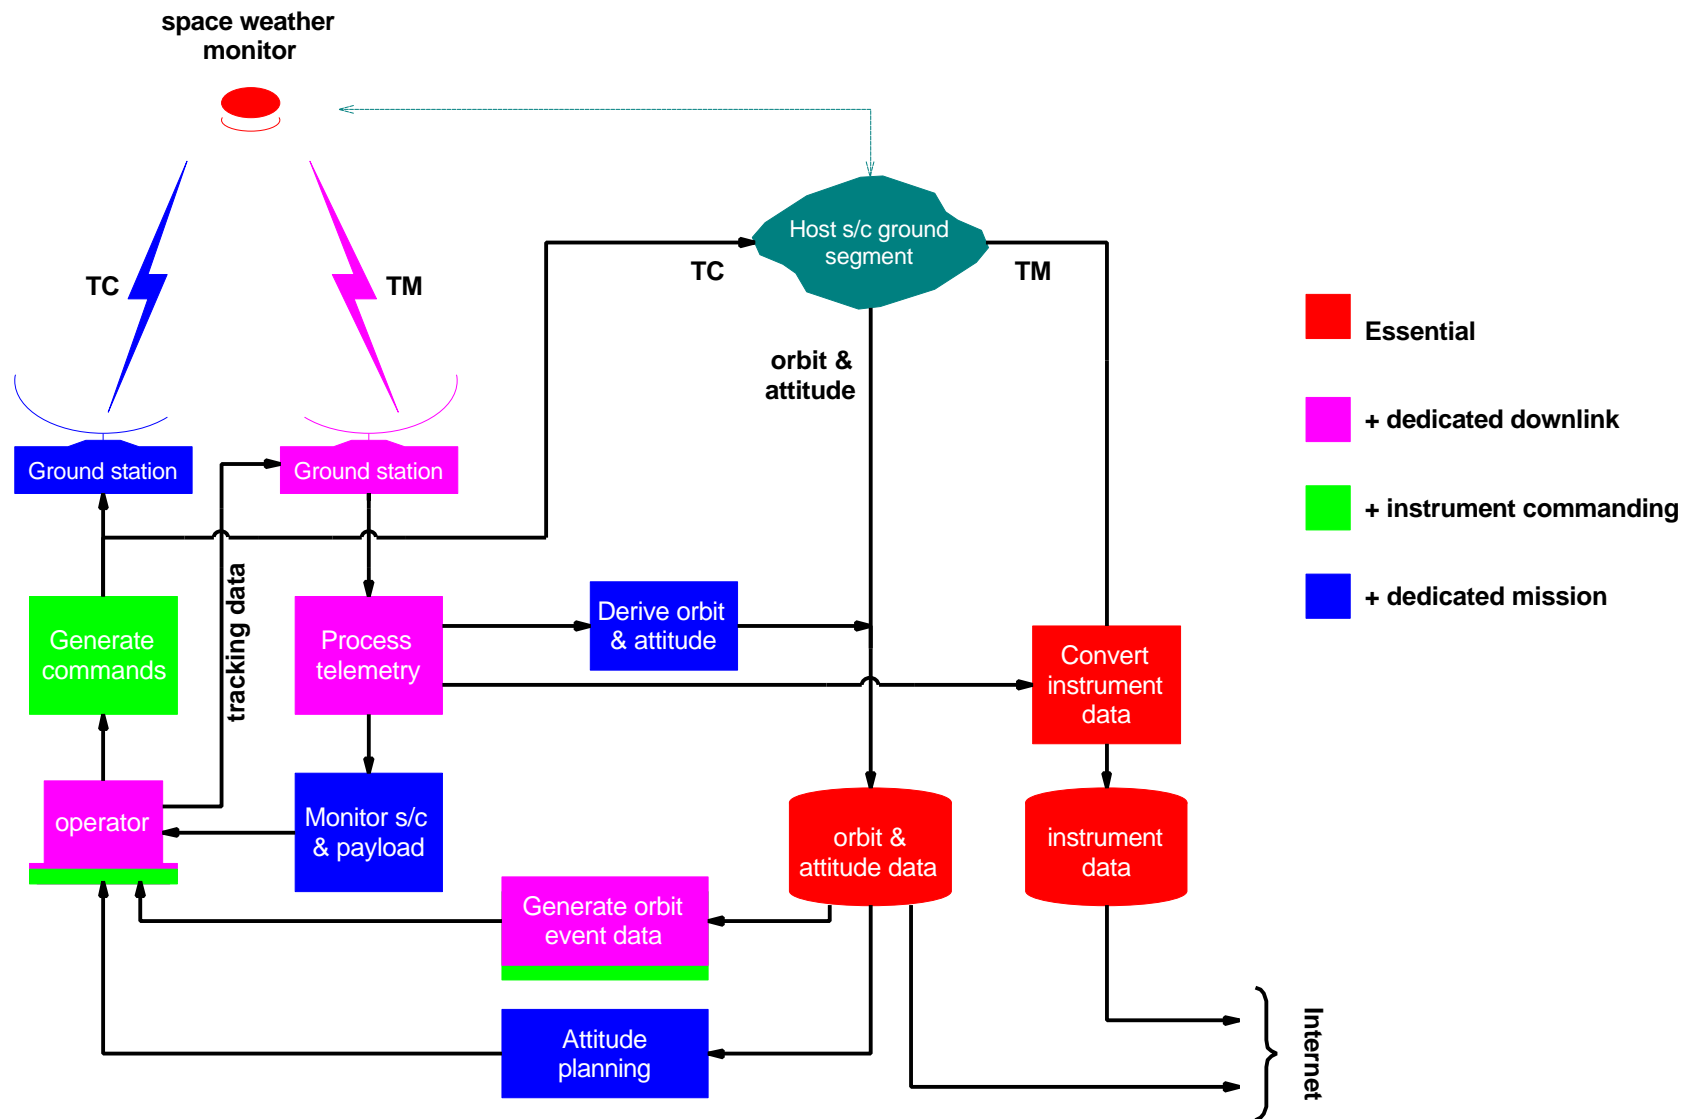 space weather
monitor
Host s/c ground
segment
TC
TM
TC
TM
Essential
orbit &
attitude
+ dedicated downlink
Ground station
Ground station
+ instrument commanding
tracking data
Generate
commands
Process
telemetry
Derive orbit
& attitude
+ dedicated mission
Convert
instrument
data
operator
Monitor s/c
& payload
orbit &
attitude data
instrument
data
Generate orbit
event data
Attitude
planning
Internet